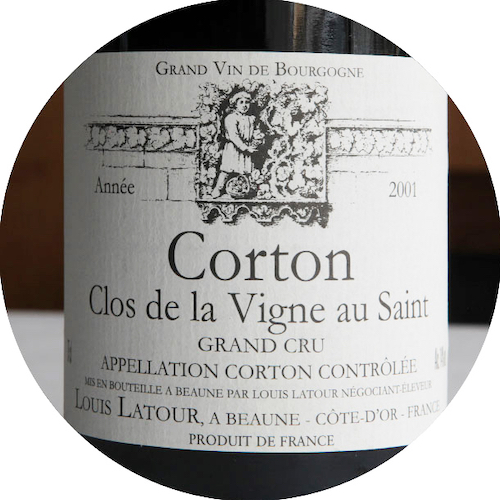 GRAND VIN DE BOURGOGNE
Année 2001
Corton
Clos de la Vigne au Saint
GRAND CRU
APPELLATION CORTON CONTRÔLÉE
MIS EN BOUTEILLE A BEAUNE PAR LOUIS LATOUR NÉGOCIANT-ÉLEVEUR
LOUIS LATOUR, A BEAUNE - CÔTE-D'OR - FRANCE
PRODUIT DE FRANCE